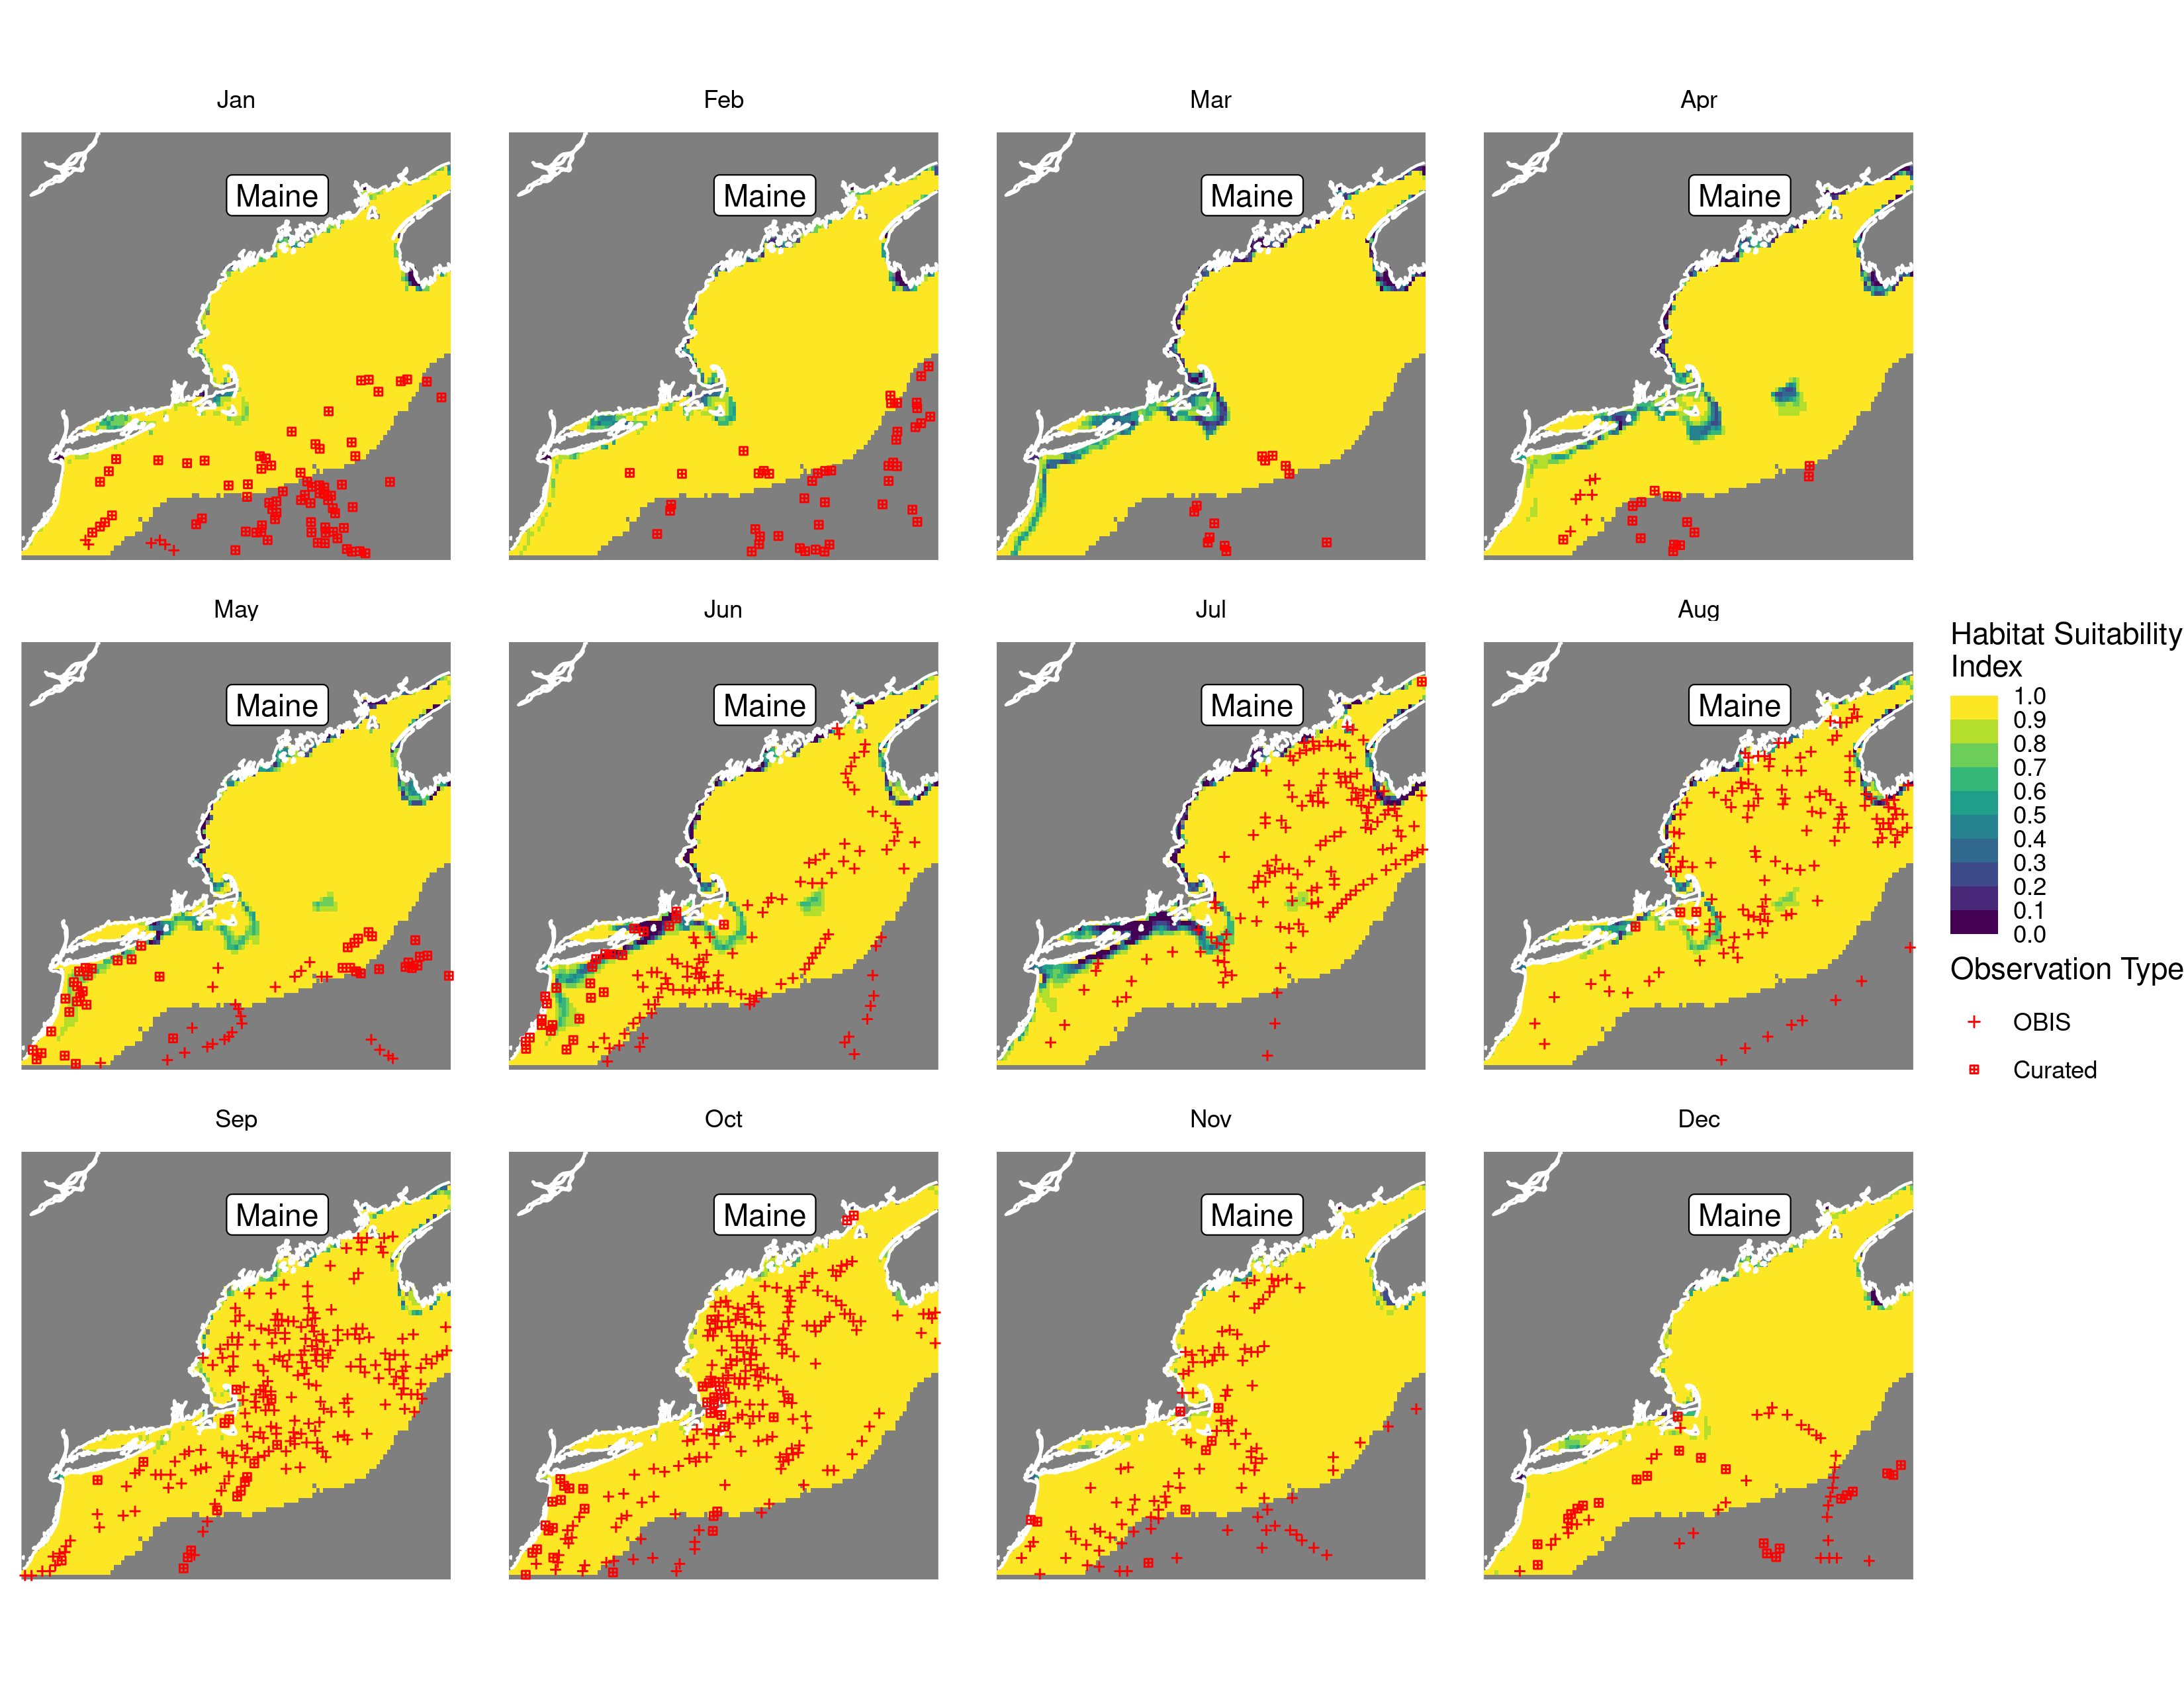 Jan
Feb
Mar
Apr
Maine
Maine
Maine
Maine
May
Jun
Jul
Aug
Maine
Maine
Maine
Maine
Habitat Suitability
Index
1.0
0.9
0.8
0.7
0.6
0.5
0.4
0.3
0.2
0.1
0.0
Observation Type
OBIS
Curated
Sep
Oct
Nov
Dec
Maine
Maine
Maine
Maine